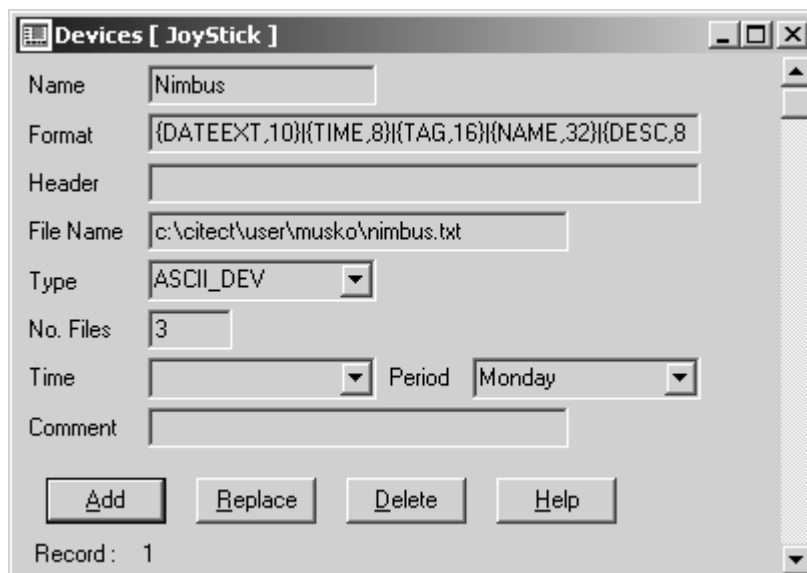 Devices [ JoyStick ]
Name Nimbus
Format {DATEEXT,10}|{TIME,8}|{TAG,16}|{NAME,32}|{DESC,8
Header
File Name c:\citect\user\musko\nimbus.txt
Type ASCII_DEV
No. Files 3
Time Period Monday
Comment
Add Replace Delete Help
Record : 1